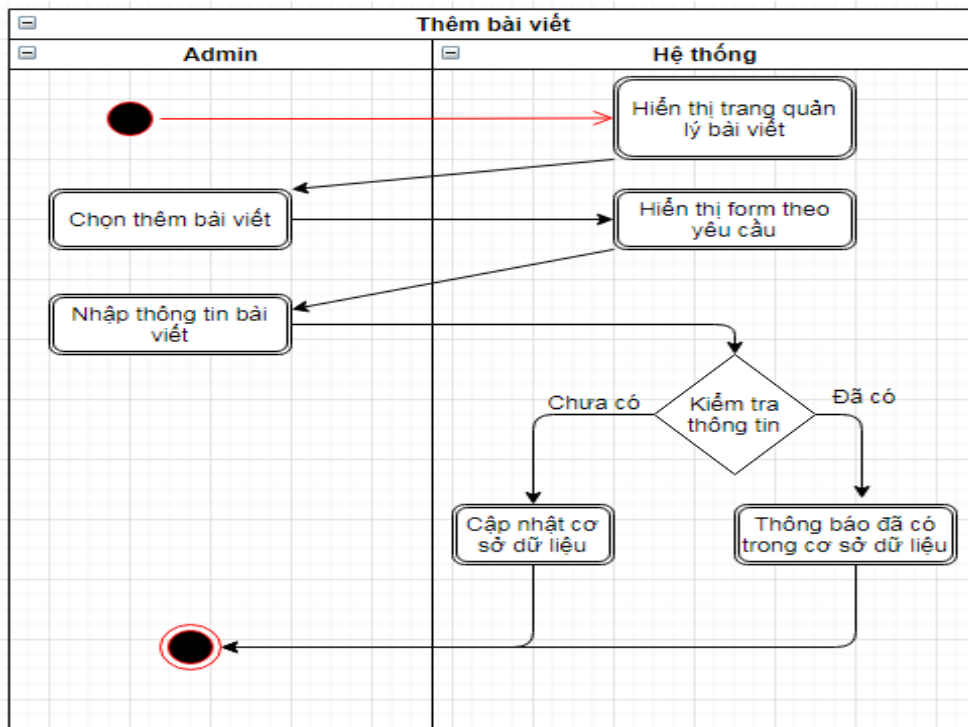 Thêm bài viết
Admin
Hệ thống
Hiển thị trang quản
lý bài viết
Chọn thêm bài viết
Hiển thị form theo
yêu cầu
Nhập thông tin bài
viết
Kiểm tra
thông tin
Chưa có
Đã có
Cập nhật cơ
sở dữ liệu
Thông báo đã có
trong cơ sở dữ liệu